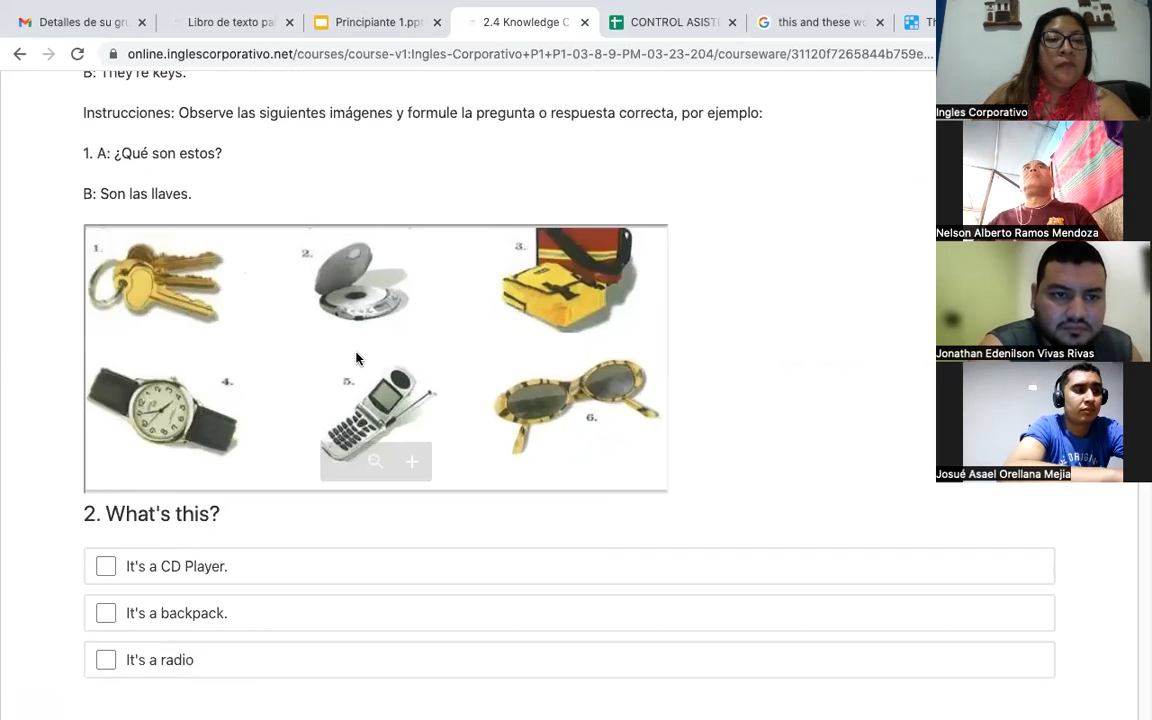 Detalles de su gr
Libro de texto pa
Principiante 1.ppt
2.4 Knowledge C
CONTROL ASIST
this and these wo
Th
online.inglescorporativo.net/courses/course-v1:Ingles-Corporativo+P1+P1-03-8-9-PM-03-23-204/courseware/31120f7265844b759e...
B: They're keys.
Instrucciones: Observe las siguientes imágenes y formule la pregunta o respuesta correcta, por ejemplo:
1. A: ¿Qué son estos?
B: Son las llaves.
1.
2.
3.
4.
5.
6.
2. What's this?
It's a CD Player.
It's a backpack.
It's a radio
Ingles Corporativo
Nelson Alberto Ramos Mendoza
Jonathan Edenilson Vivas Rivas
Josué Asael Orellana Mejia